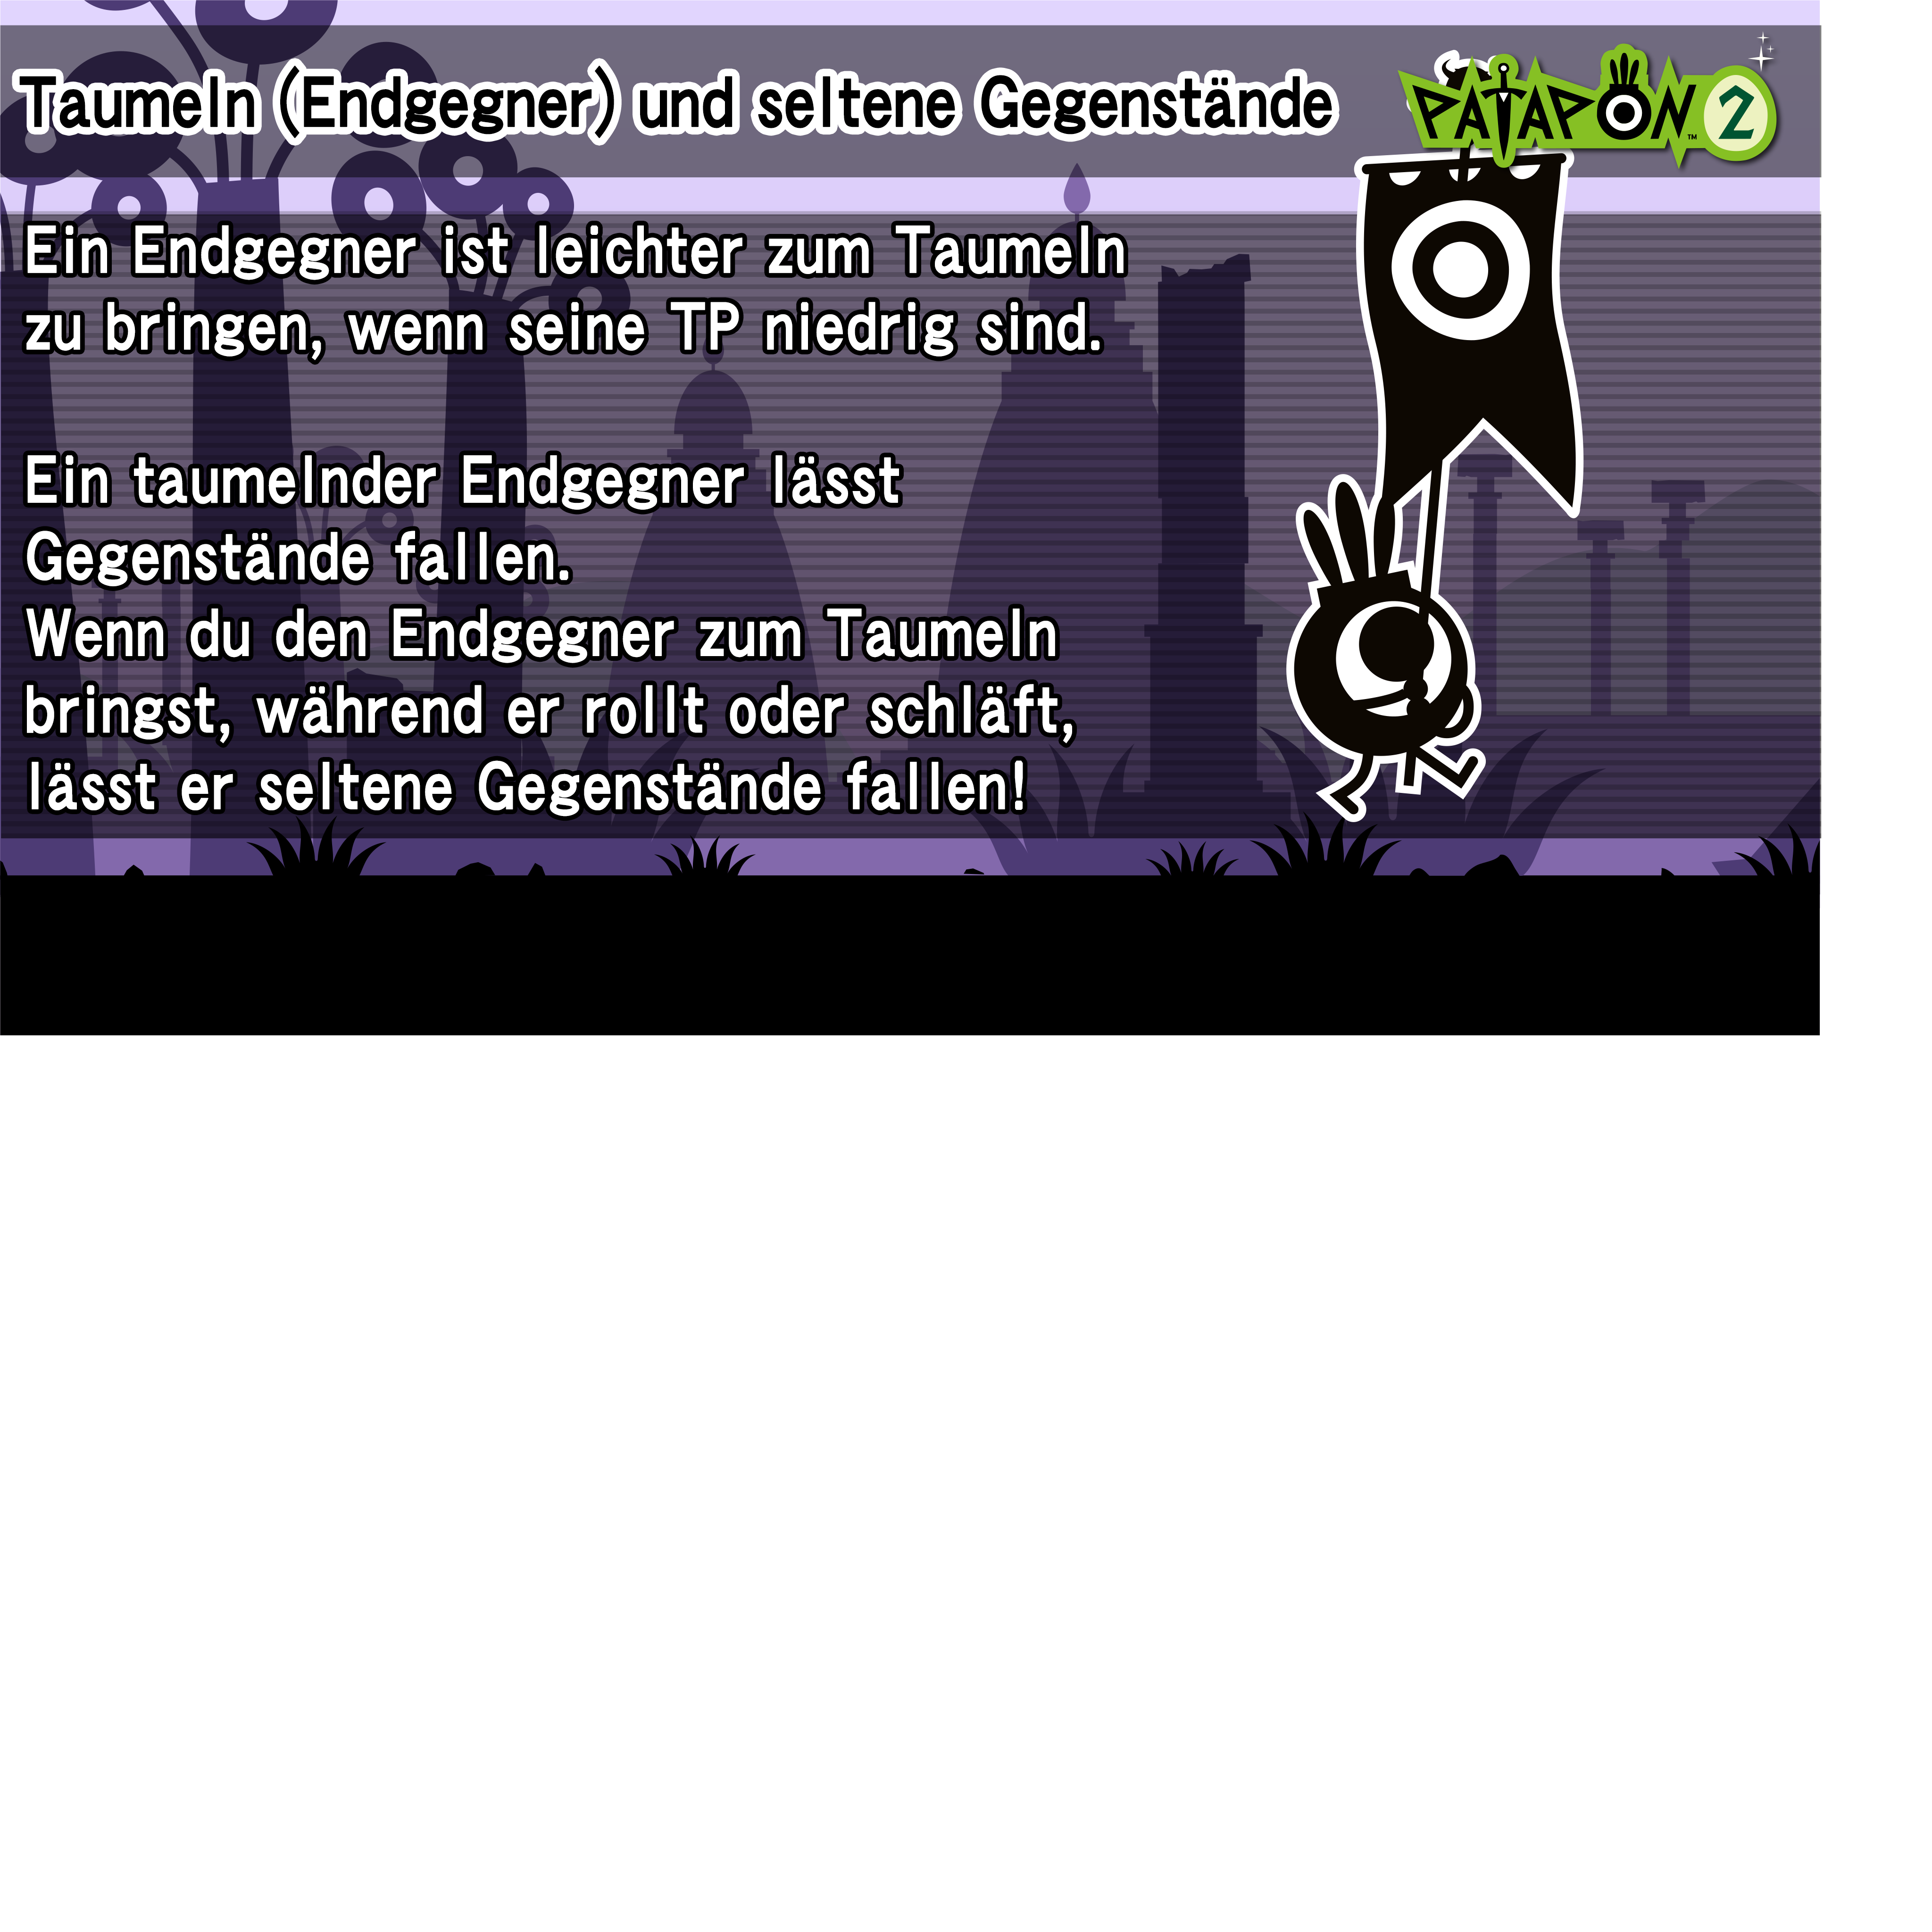 Taumeln (Endgegner) und seltene Gegenstände
PATAPON™ 2
Ein Endgegner ist leichter zum Taumeln
zu bringen, wenn seine TP niedrig sind.
Ein taumelnder Endgegner lässt
Gegenstände fallen.
Wenn du den Endgegner zum Taumeln
bringst, während er rollt oder schläft,
lässt er seltene Gegenstände fallen!